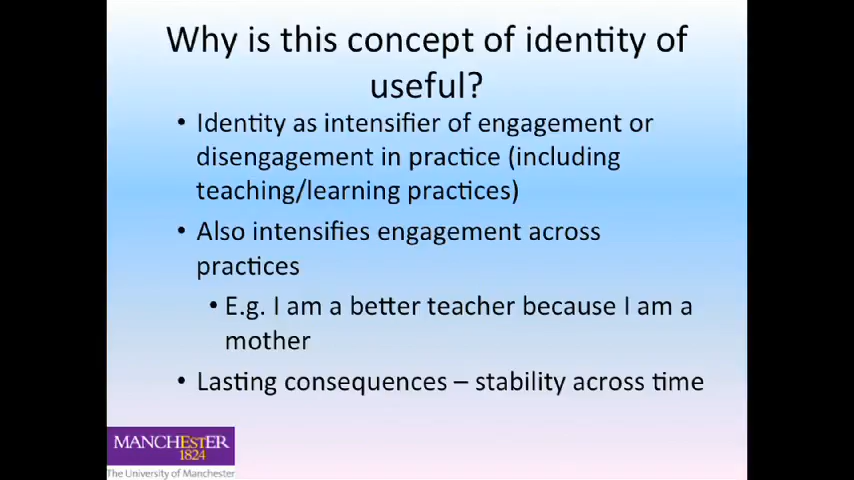 Why is this concept of identity of
useful?
• Identity as intensifier of engagement or
disengagement in practice (including
teaching/learning practices)
• Also intensifies engagement across
practices
• E.g. I am a better teacher because I am a
mother
• Lasting consequences – stability across time
MANCHESTER
1824
The University of Manchester